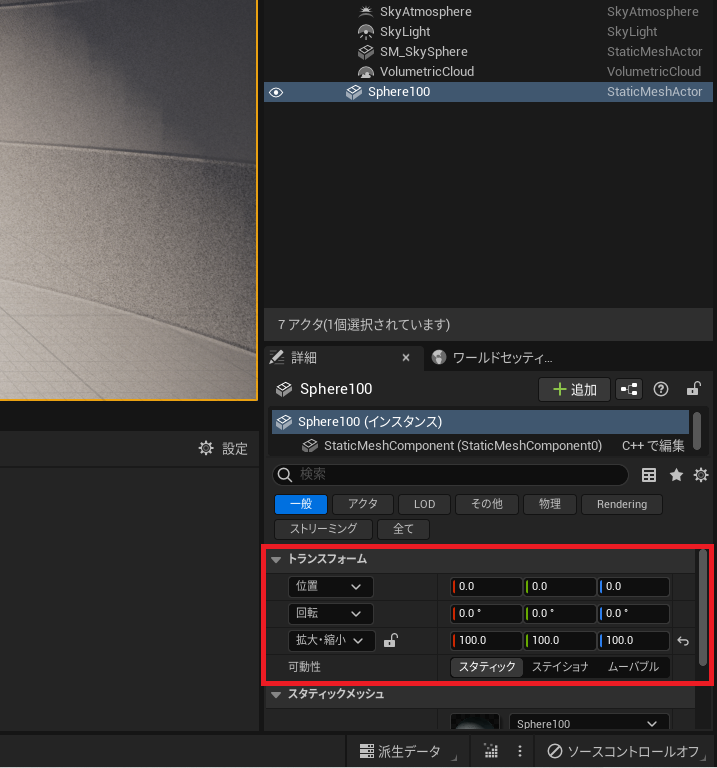 SkyAtmosphere SkyAtmosphere
SkyLight SkyLight
SM_SkySphere StaticMeshActor
VolumetricCloud VolumetricCloud
Sphere100 StaticMeshActor
7 アクタ(1個選択されています)
詳細 ワールドセッティ...
Sphere100 追加
Sphere100 (インスタンス)
StaticMeshComponent (StaticMeshComponent0) C++ で編集
設定
検索
一般 アクタ LOD その他 物理 Rendering
ストリーミング 全て
トランスフォーム
位置 0.0 0.0 0.0
回転 0.0 ° 0.0 ° 0.0 °
拡大・縮小 100.0 100.0 100.0
可動性 スタティック ステイショナ ムーバブル
スタティックメッシュ
Sphere100
派生データ ソースコントロールオフ